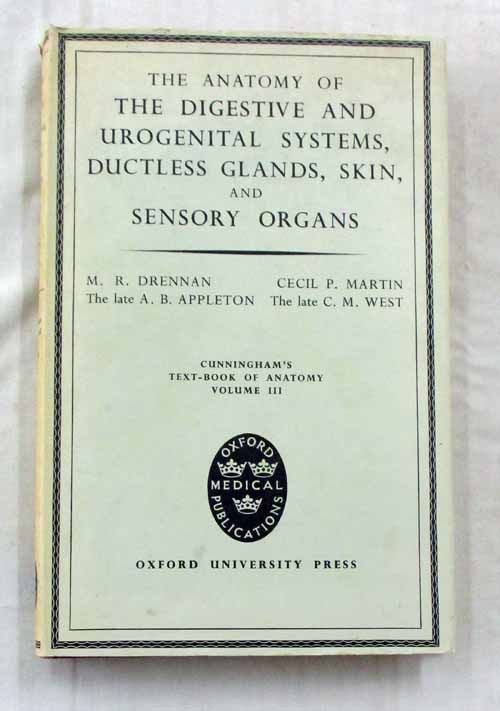 THE ANATOMY OF
THE DIGESTIVE AND
UROGENITAL SYSTEMS,
DUCTLESS GLANDS, SKIN,
AND
SENSORY ORGANS
M. R. DRENNAN CECIL P. MARTIN
The late A. B. APPLETON The late C. M. WEST
CUNNINGHAM'S
TEXT-BOOK OF ANATOMY
VOLUME III
OXFORD
MEDICAL
PUBLICATIONS
OXFORD UNIVERSITY PRESS